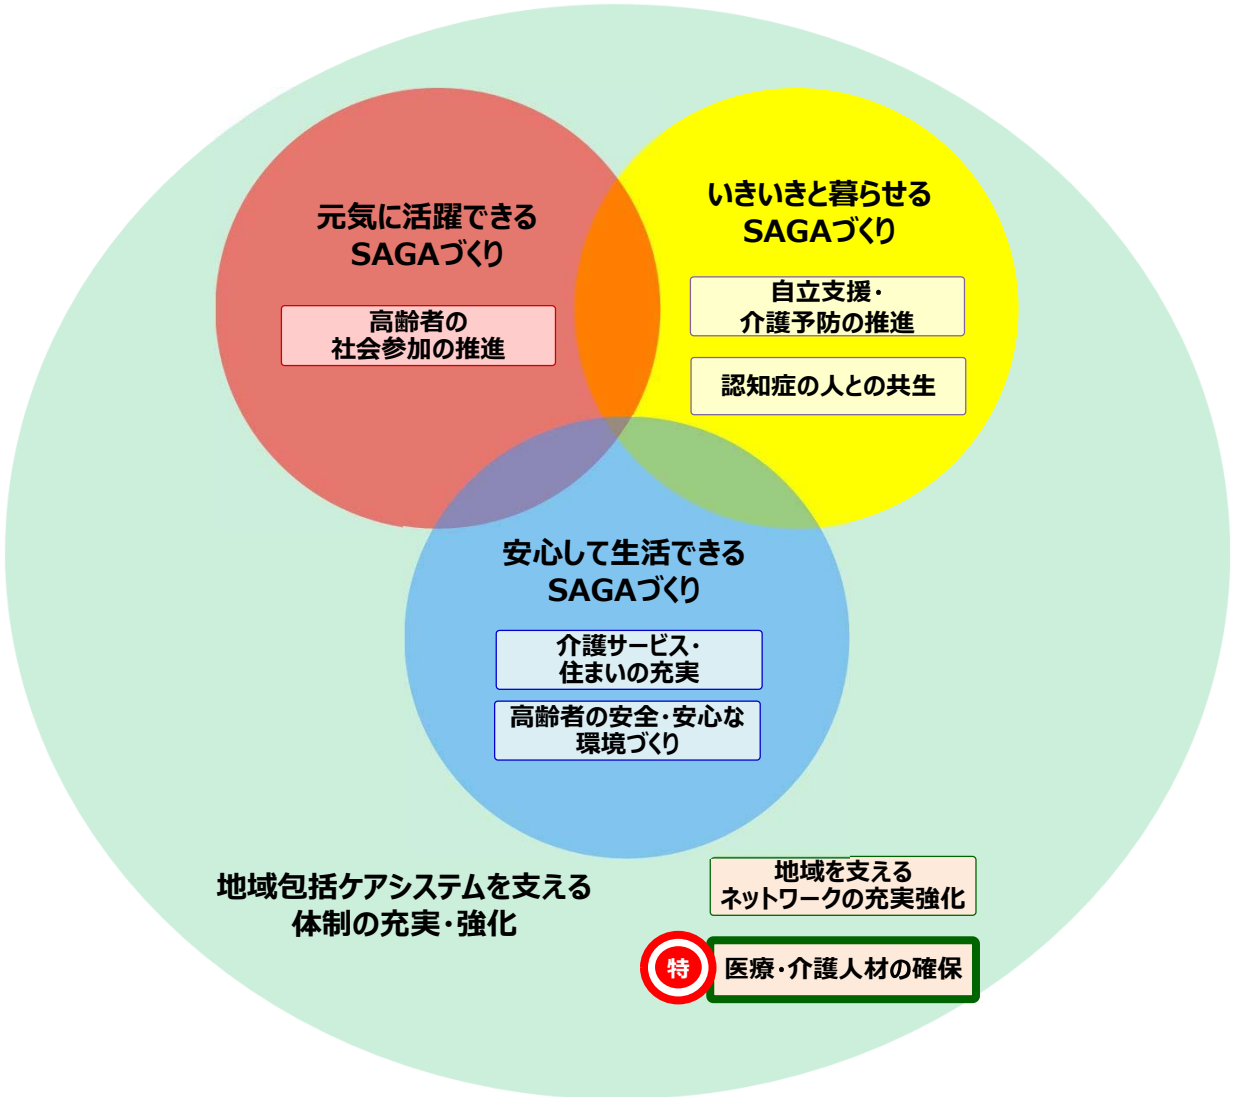 元気に活躍できる
SAGAづくり
高齢者の
社会参加の推進
いきいきと暮らせる
SAGAづくり
自立支援・
介護予防の推進
認知症の人との共生
安心して生活できる
SAGAづくり
介護サービス・
住まいの充実
高齢者の安全・安心な
環境づくり
地域包括ケアシステムを支える
体制の充実・強化
地域を支える
ネットワークの充実強化
特
医療・介護人材の確保